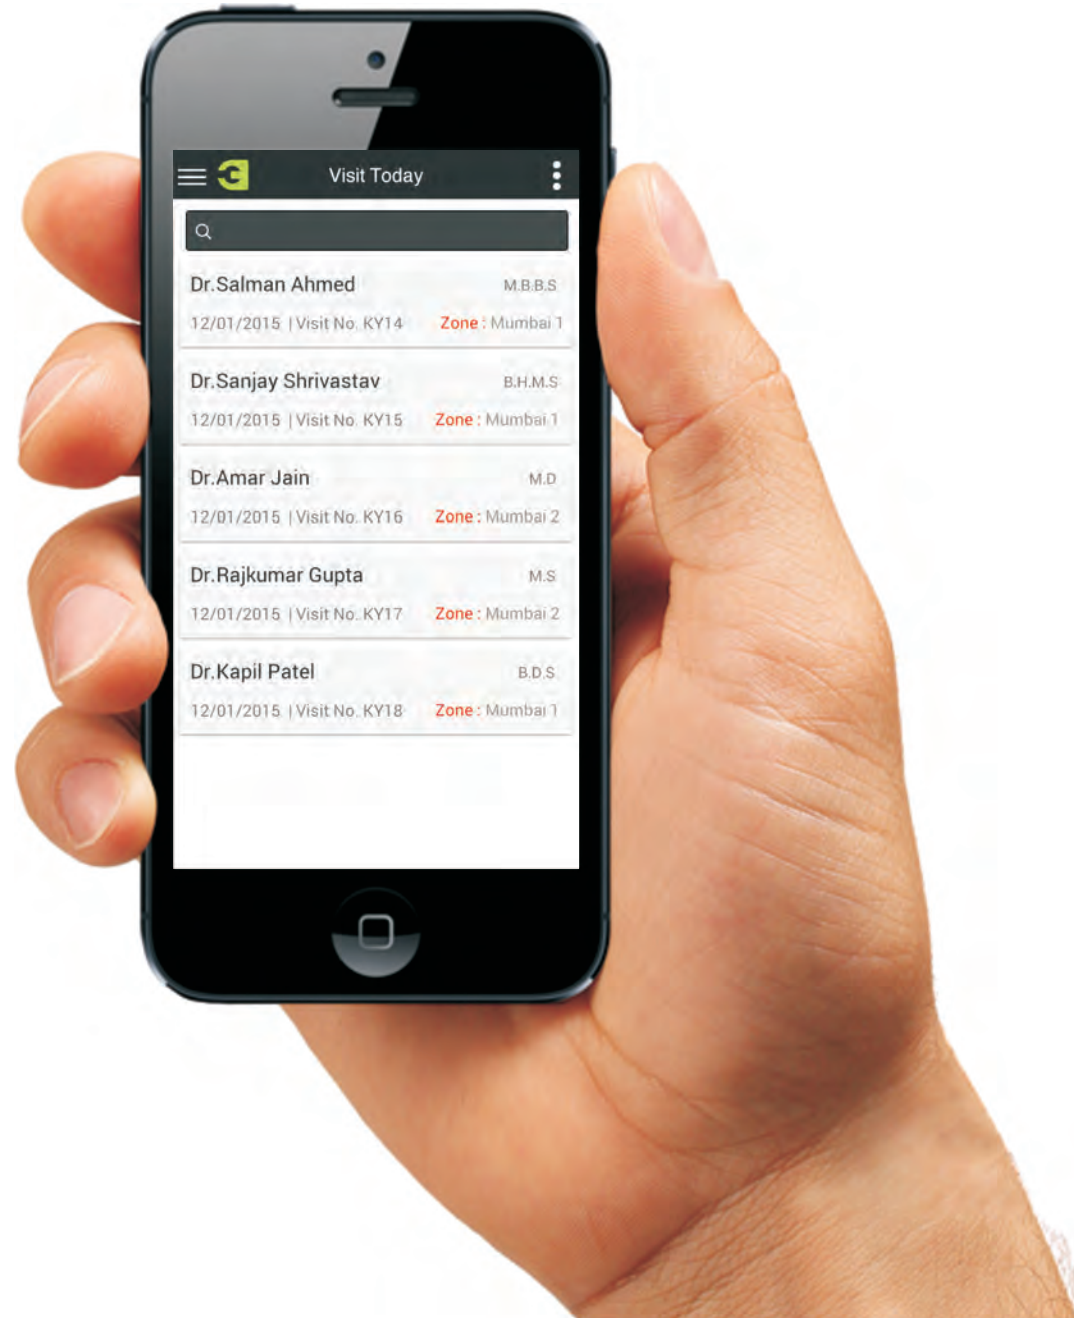 Visit Today
Dr.Salman Ahmed M.B.B.S
12/01/2015 | Visit No. KY14 Zone : Mumbai 1
Dr.Sanjay Shrivastav B.H.M.S
12/01/2015 | Visit No. KY15 Zone : Mumbai 1
Dr.Amar Jain M.D
12/01/2015 | Visit No. KY16 Zone : Mumbai 2
Dr.Rajkumar Gupta M.S
12/01/2015 | Visit No. KY17 Zone : Mumbai 2
Dr.Kapil Patel B.D.S
12/01/2015 | Visit No. KY18 Zone : Mumbai 1